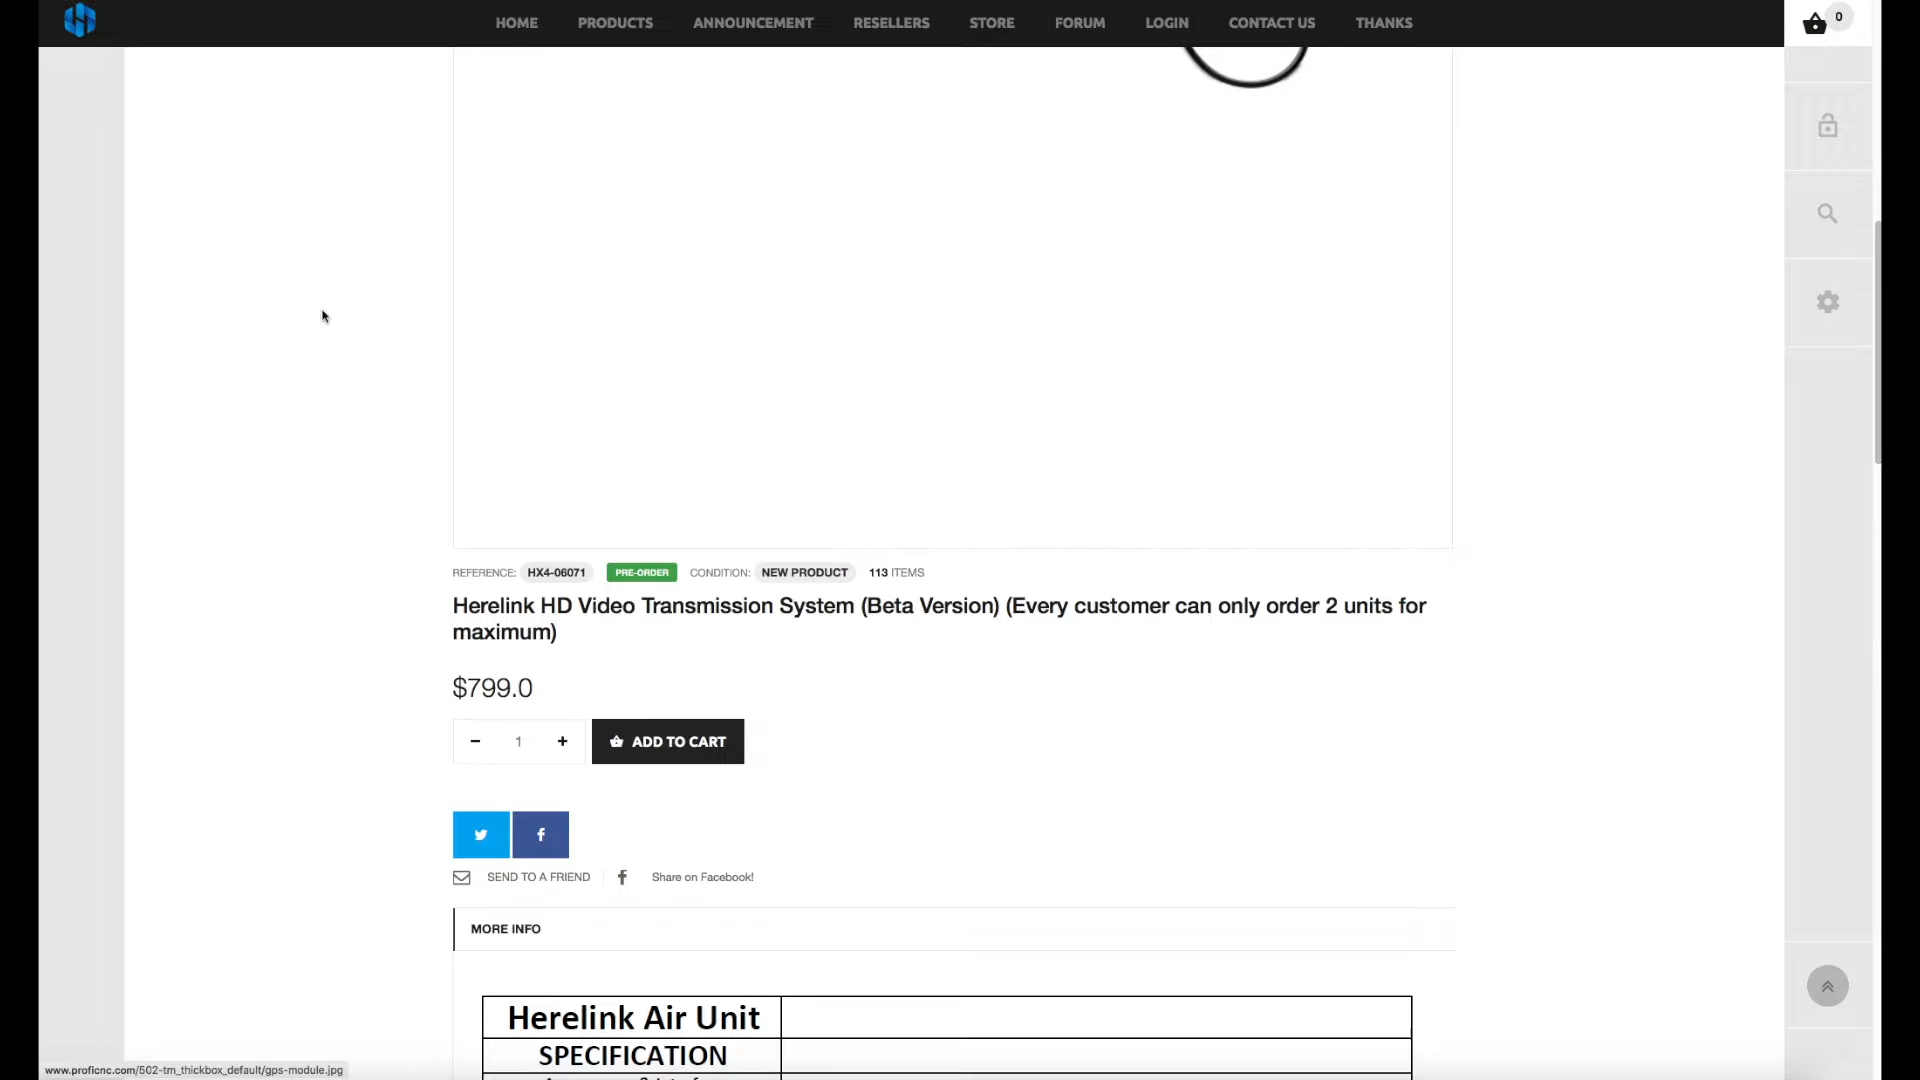 HOME PRODUCTS ANNOUNCEMENT RESELLERS STORE FORUM LOGIN CONTACT US THANKS
0
REFERENCE: HX4-06071 PRE-ORDER CONDITION: NEW PRODUCT 113 ITEMS
Herelink HD Video Transmission System (Beta Version) (Every customer can only order 2 units for
maximum)
$799.0
− 1 + ADD TO CART
SEND TO A FRIEND Share on Facebook!
MORE INFO
Herelink Air Unit
SPECIFICATION
www.proficnc.com/502-tm_thickbox_default/gps-module.jpg